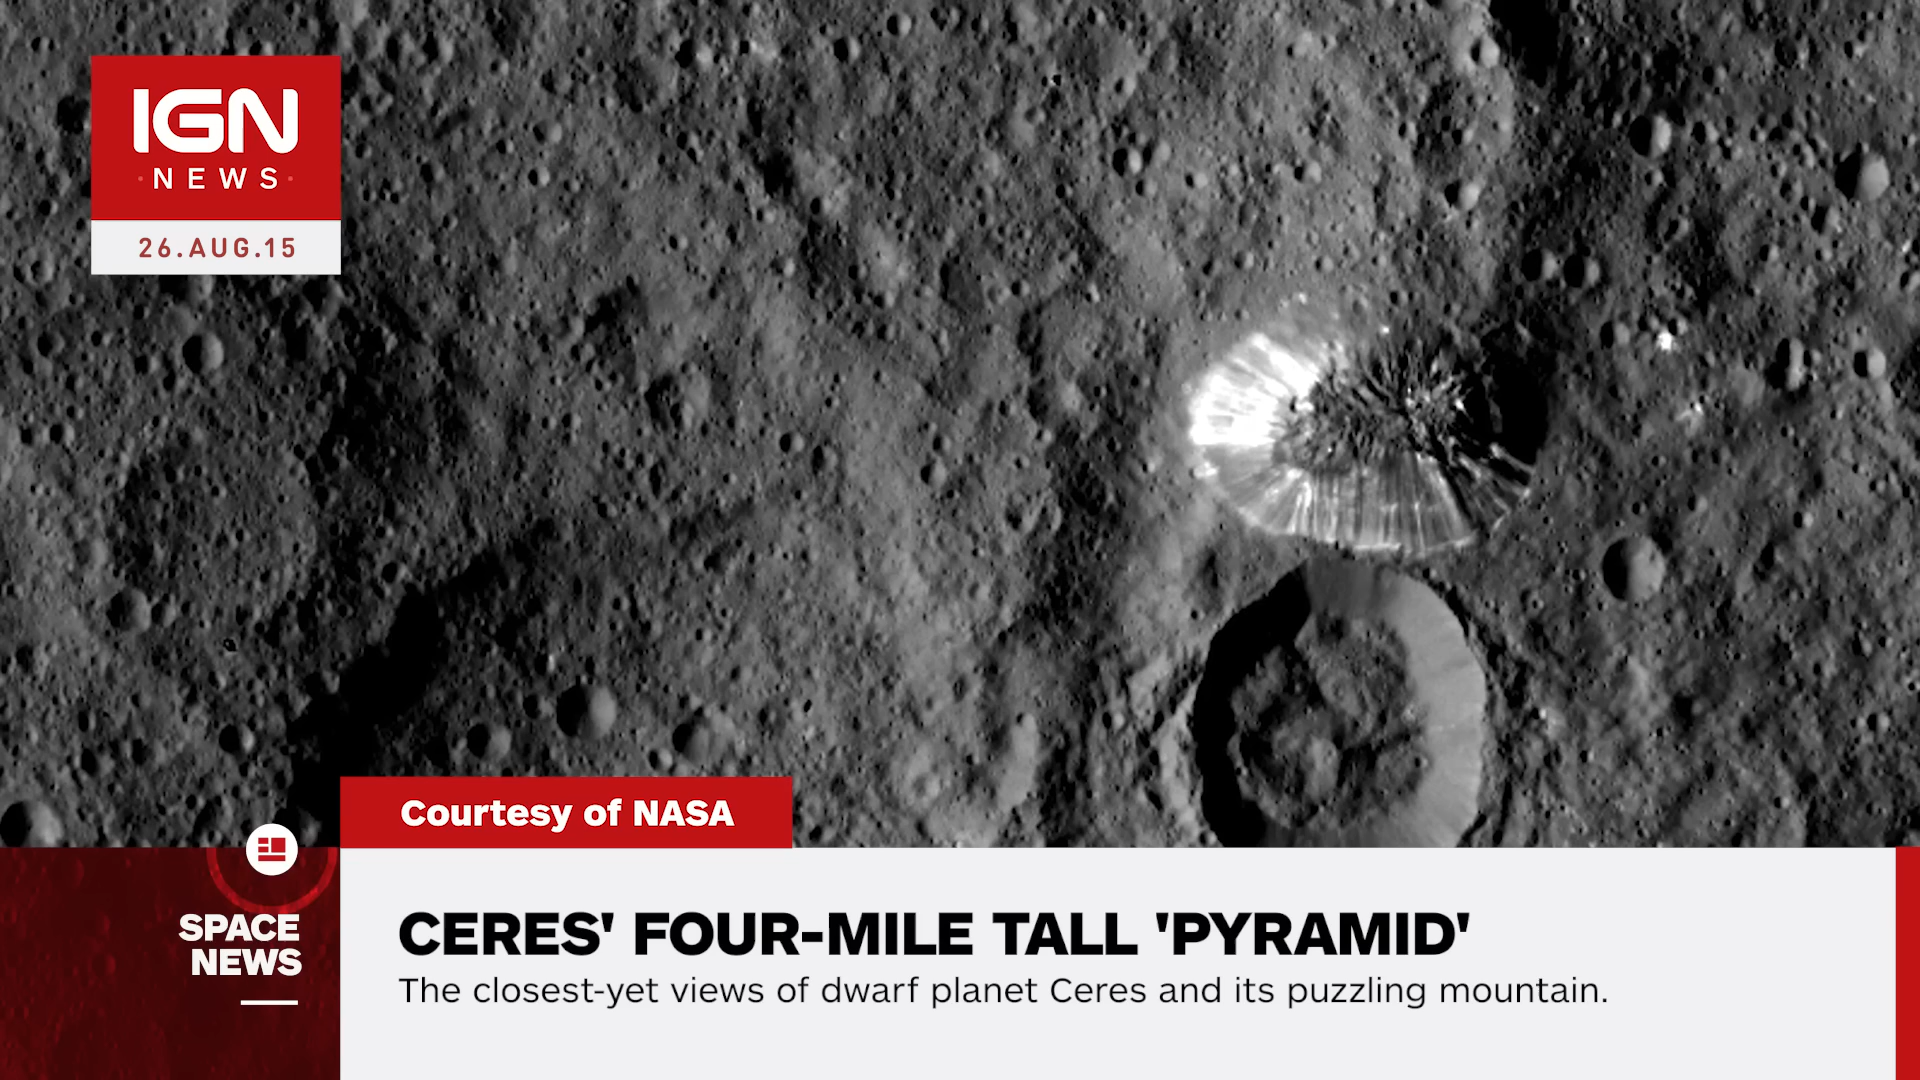 IGN
NEWS
26.AUG.15
Courtesy of NASA
SPACE
NEWS
CERES' FOUR-MILE TALL 'PYRAMID'
The closest-yet views of dwarf planet Ceres and its puzzling mountain.